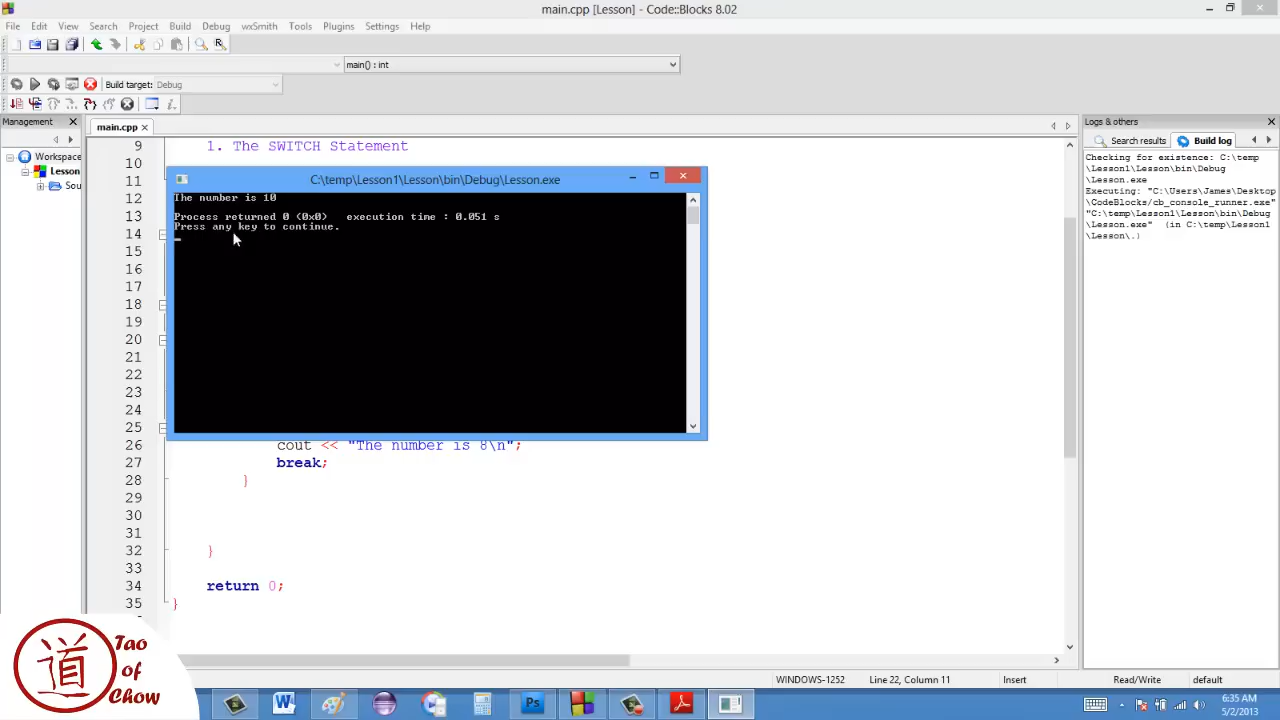 main.cpp [Lesson] - Code::Blocks 8.02
File Edit View Search Project Build Debug wxSmith Tools Plugins Settings Help
main() : int
Build target: Debug
Management
main.cpp
Logs & others
Search results Build log
Workspace
Lesson
Sou
Checking for existence: C:\temp
\Lesson1\Lesson\bin\Debug
\Lesson.exe
Executing: "C:\Users\James\Desktop
\CodeBlocks/cb_console_runner.exe"
"C:\temp\Lesson1\Lesson\bin\Debug
\Lesson.exe" (in C:\temp\Lesson1
\Lesson\.)
9 1. The SWITCH Statement
10
11
12
13
14
15
16
17
18
19
20
21
22
23
24
25
C:\temp\Lesson1\Lesson\bin\Debug\Lesson.exe
The number is 10
Process returned 0 (0x0) execution time : 0.051 s
Press any key to continue.
26 cout << "The number is 8\n";
27 break;
28 }
29
30
31
32 }
33
34 return 0;
35 }
道
Tao
of
Chow
WINDOWS-1252 Line 22, Column 11 Insert Read/Write default
W Ps
6:35 AM
5/2/2013